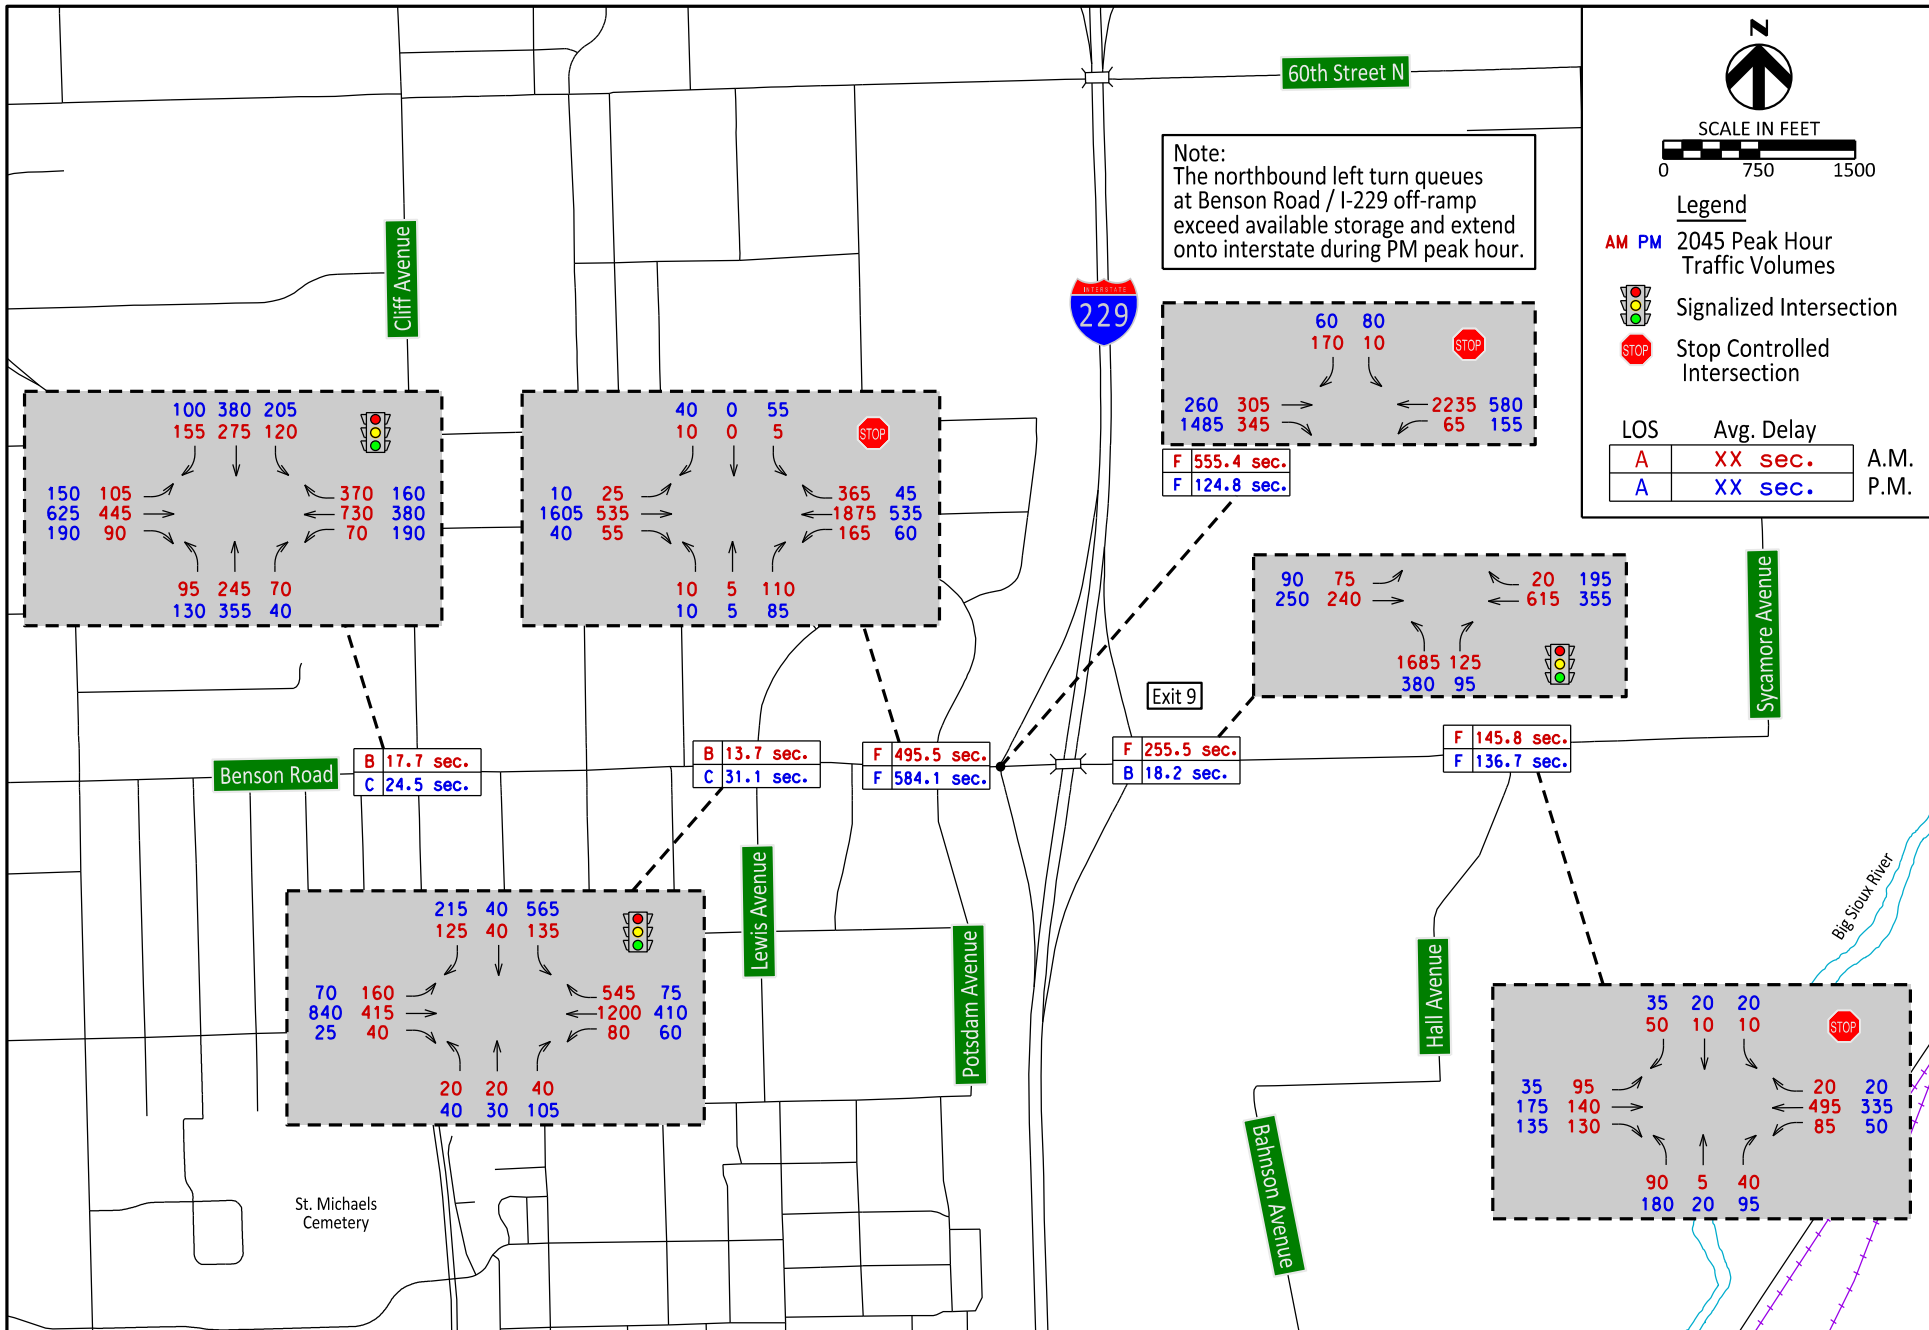 60th Street N
N
SCALE IN FEET
0 750 1500
Legend
AM PM 2045 Peak Hour
Traffic Volumes
Signalized Intersection
STOP Stop Controlled
Intersection
LOS Avg. Delay
A XX sec. A.M.
A XX sec. P.M.
Note:
The northbound left turn queues
at Benson Road / I-229 off-ramp
exceed available storage and extend
onto interstate during PM peak hour.
Cliff Avenue
INTERSTATE
229
60 80
170 10 STOP
260 305 2235 580
1485 345 65 155
F 555.4 sec.
F 124.8 sec.
100 380 205
155 275 120
150 105 370 160
625 445 730 380
190 90 70 190
95 245 70
130 355 40
40 0 55
10 0 5 STOP
10 25 365 45
1605 535 1875 535
40 55 165 60
10 5 110
10 5 85
90 75 20 195
250 240 615 355
1685 125
380 95
Sycamore Avenue
Exit 9
Benson Road
B 17.7 sec.
C 24.5 sec.
B 13.7 sec.
C 31.1 sec.
F 495.5 sec.
F 584.1 sec.
F 255.5 sec.
B 18.2 sec.
F 145.8 sec.
F 136.7 sec.
215 40 565
125 40 135
70 160 545 75
840 415 1200 410
25 40 80 60
20 20 40
40 30 105
Lewis Avenue
Potsdam Avenue
Hall Avenue
Bahnson Avenue
Big Sioux River
35 20 20
50 10 10 STOP
35 95 20 20
175 140 495 335
135 130 85 50
90 5 40
180 20 95
St. Michaels
Cemetery